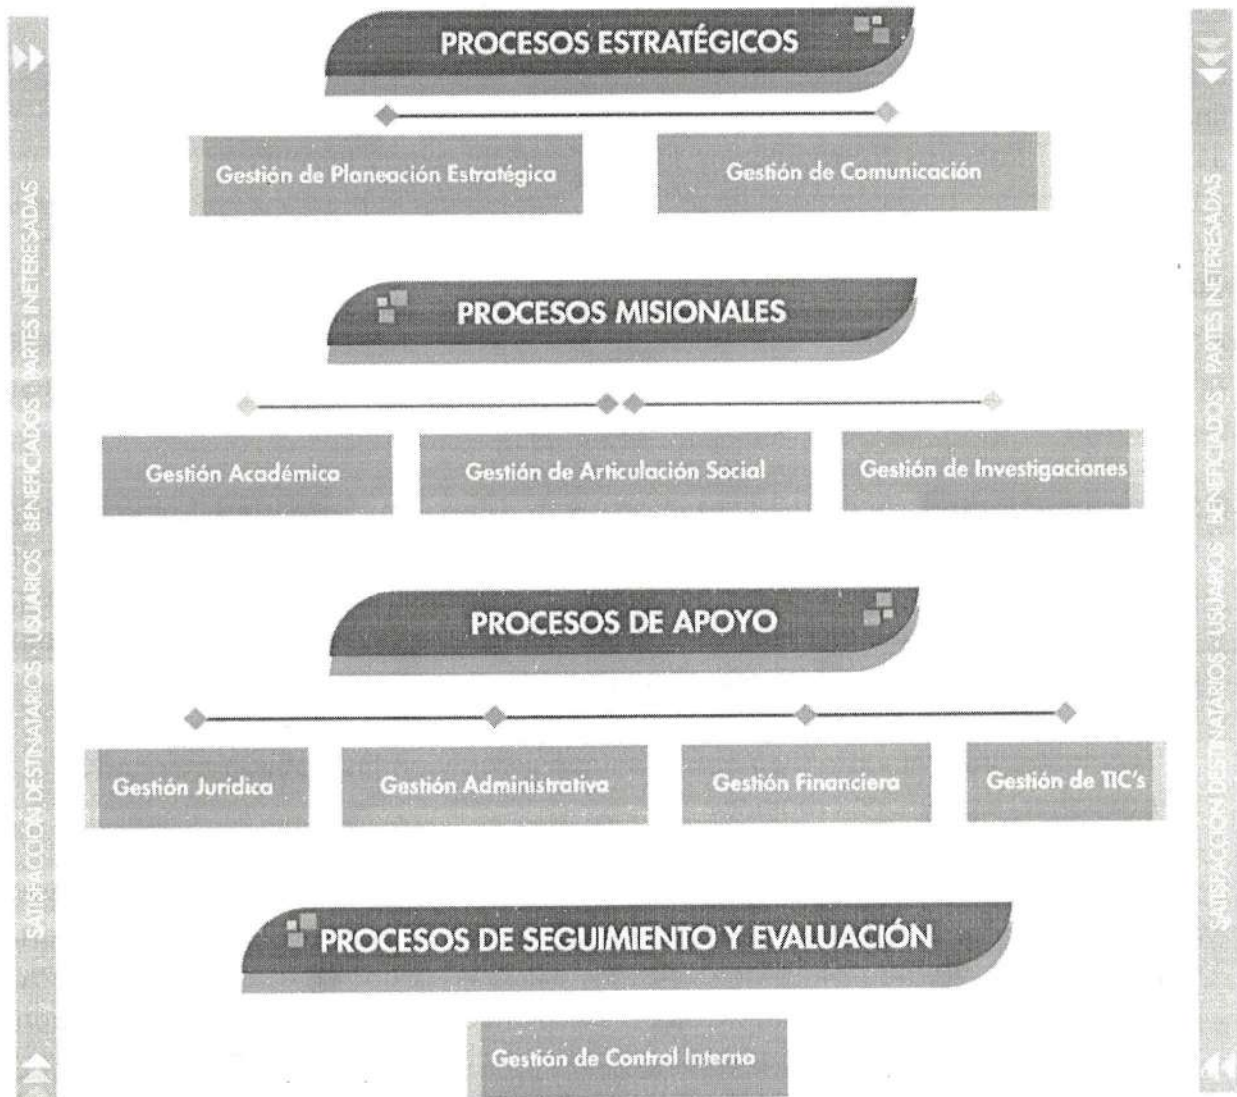 PROCESOS ESTRATÉGICOS
Gestión de Planeación Estratégica
Gestión de Comunicación
PROCESOS MISIONALES
Gestión Académica
Gestión de Articulación Social
Gestión de Investigaciones
PROCESOS DE APOYO
Gestión Jurídica
Gestión Administrativa
Gestión Financiera
Gestión de TIC's
PROCESOS DE SEGUIMIENTO Y EVALUACIÓN
Gestión de Control Interno
SATISFACCION DESTINATARIOS · USUARIOS · BENEFICIADOS · PARTES INETERESADAS
SATISFACCION DESTINATARIOS · USUARIOS · BENEFICIADOS · PARTES INETERESADAS